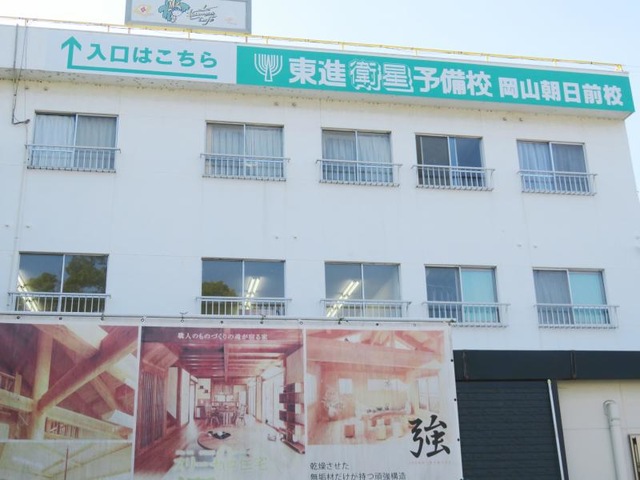 入口はこちら
東進衛星予備校 岡山朝日前校
職人のものづくりの魂が宿る家
強
乾燥させた
無垢材だけが持つ頑強構造